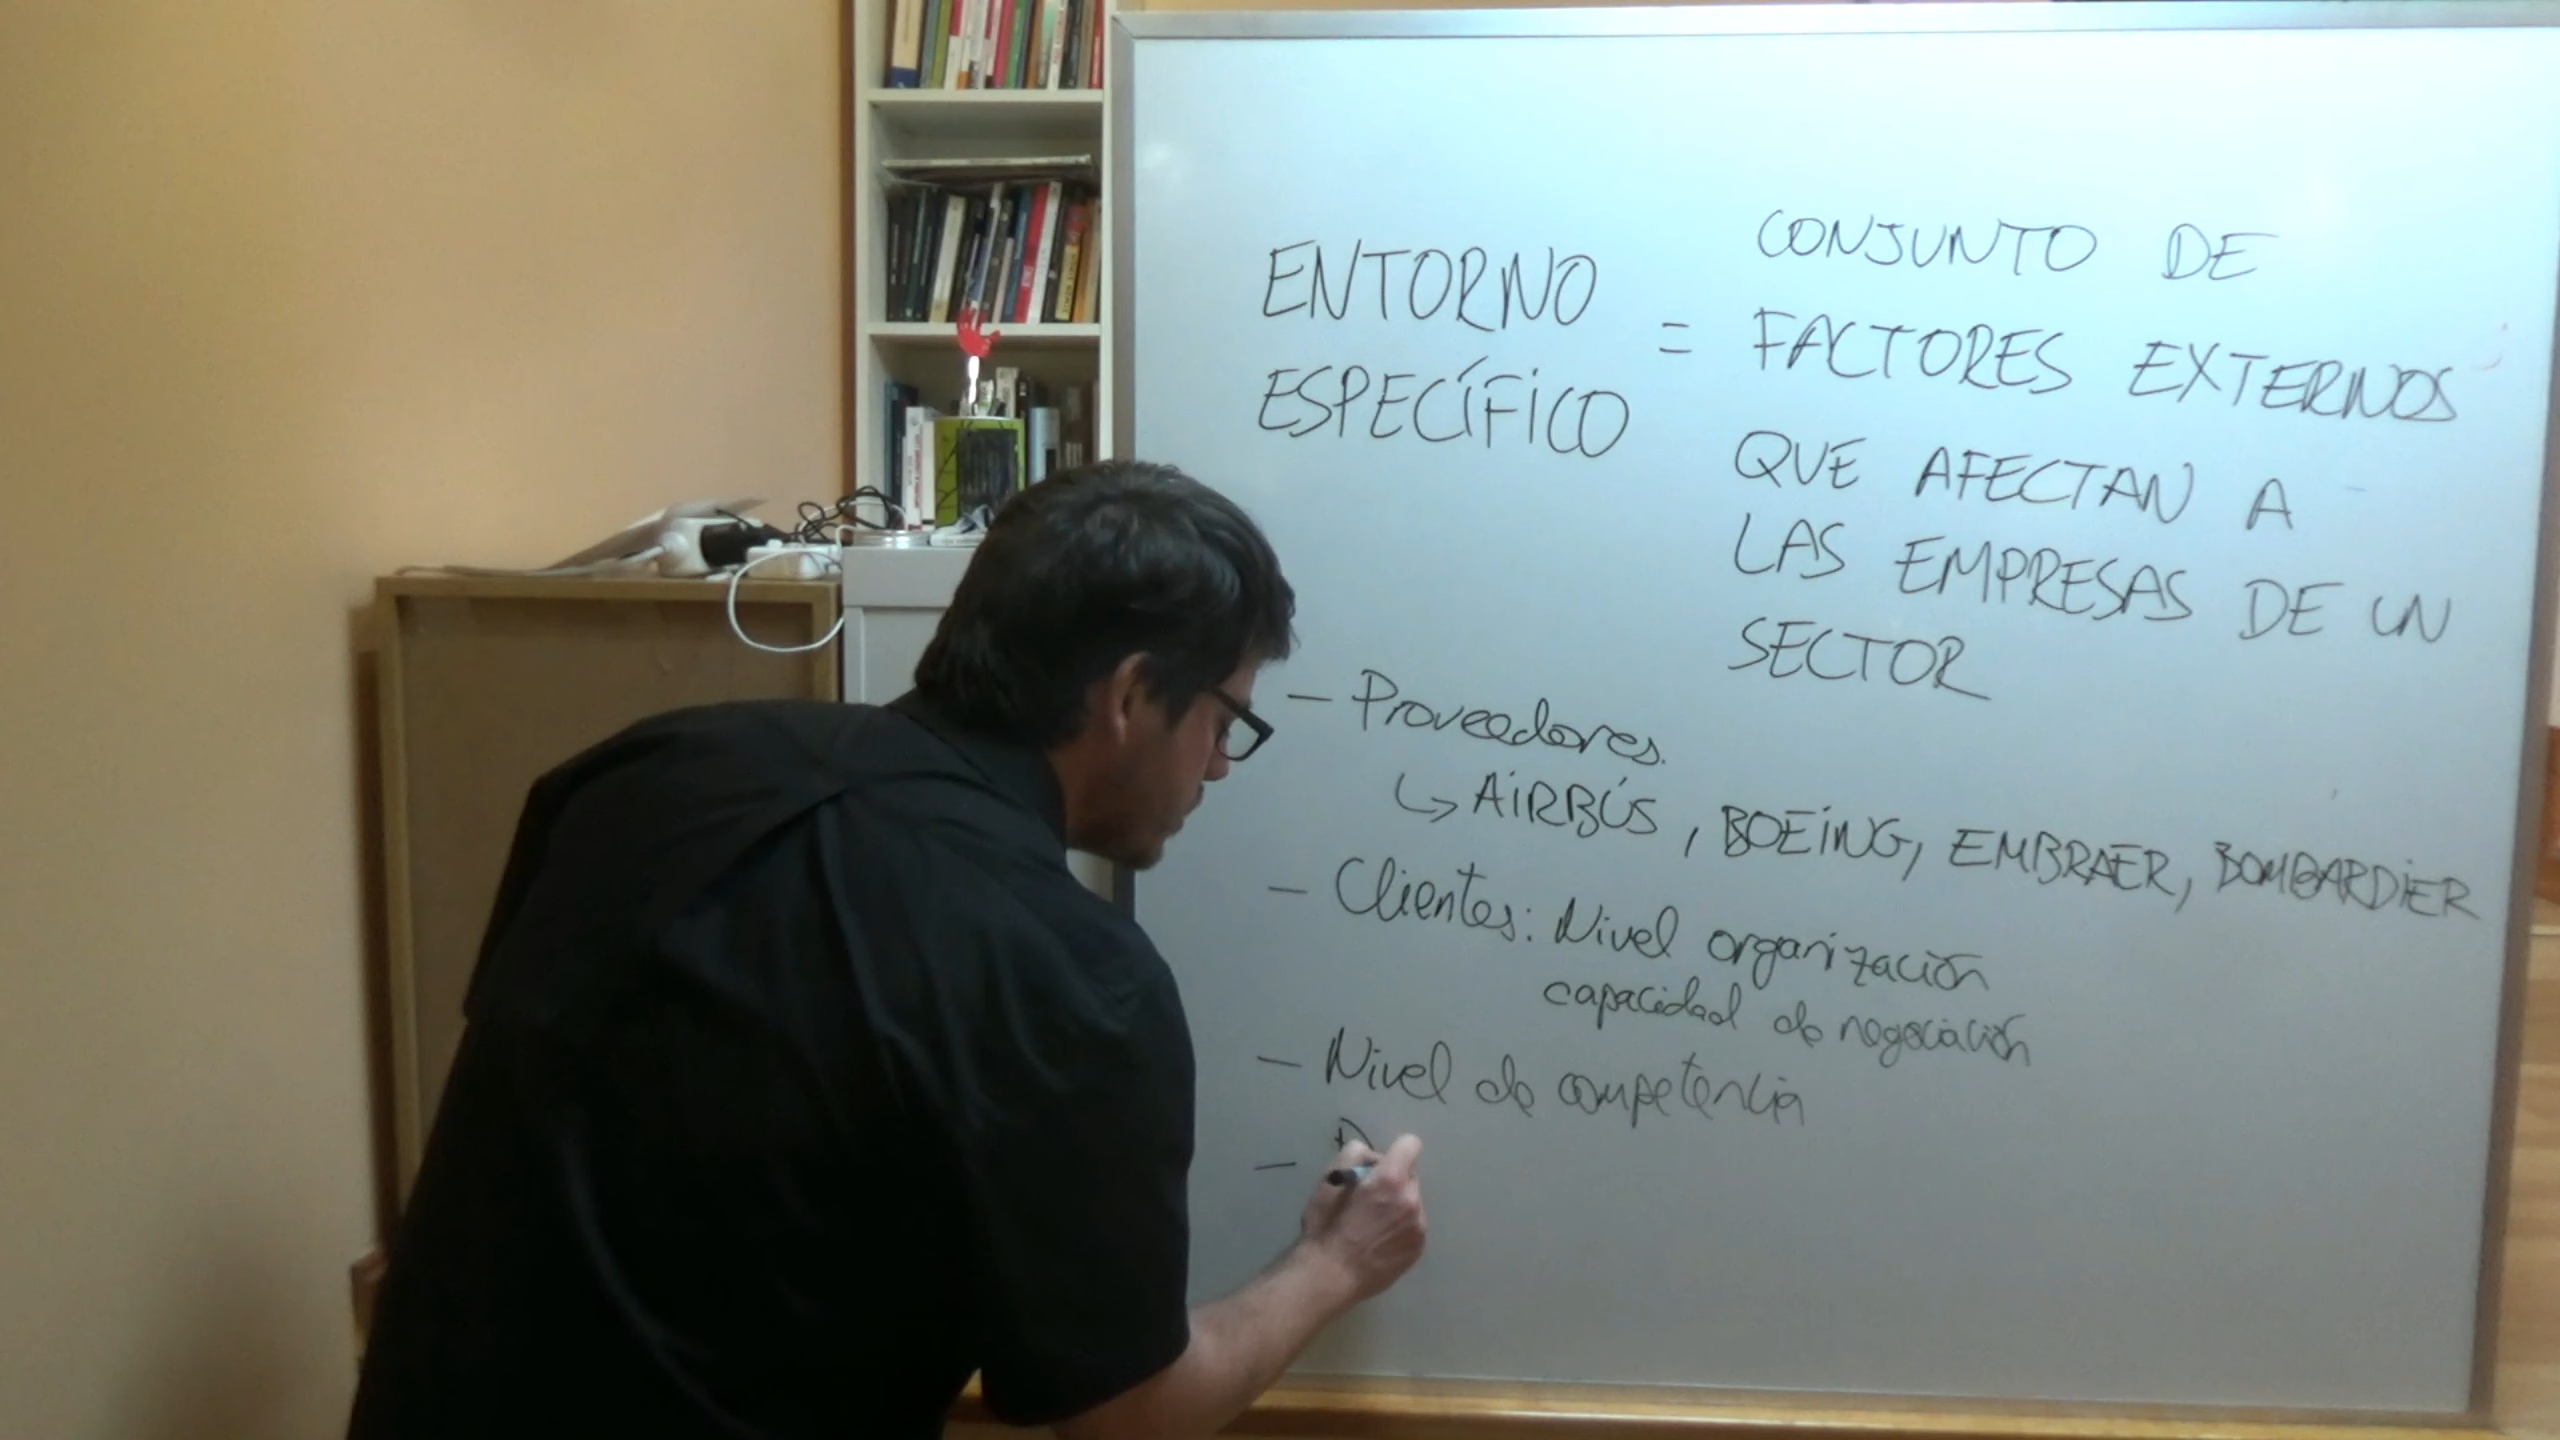 ENTORNO
ESPECÍFICO
=
CONJUNTO DE
FACTORES EXTERNOS
QUE AFECTAN A
LAS EMPRESAS DE UN
SECTOR
- Proveedores.
↳ AIRBÚS, BOEING, EMBRAER, BOMBARDIER
- Clientes: Nivel organización
capacidad de negociación
- Nivel de competencia
-